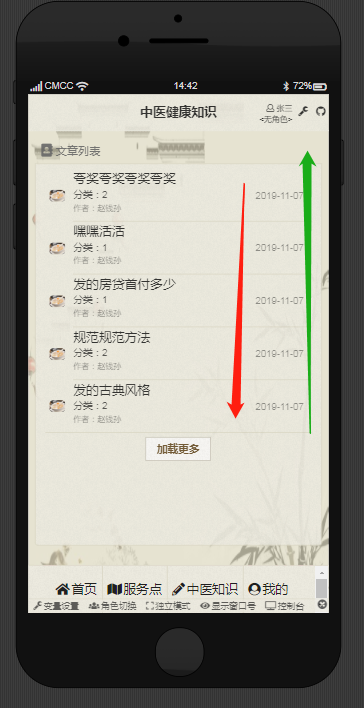 CMCC 14:42 72%
中医健康知识
张三
<无角色>
文章列表
夸奖夸奖夸奖夸奖
分类：2
作者：赵钱孙
2019-11-07
嘿嘿活活
分类：1
作者：赵钱孙
2019-11-07
发的房贷首付多少
分类：1
作者：赵钱孙
2019-11-07
规范规范方法
分类：2
作者：赵钱孙
2019-11-07
发的古典风格
分类：2
作者：赵钱孙
2019-11-07
加载更多
首页 服务点 中医知识 我的
变量设置 角色切换 独立模式 显示窗口号 控制台